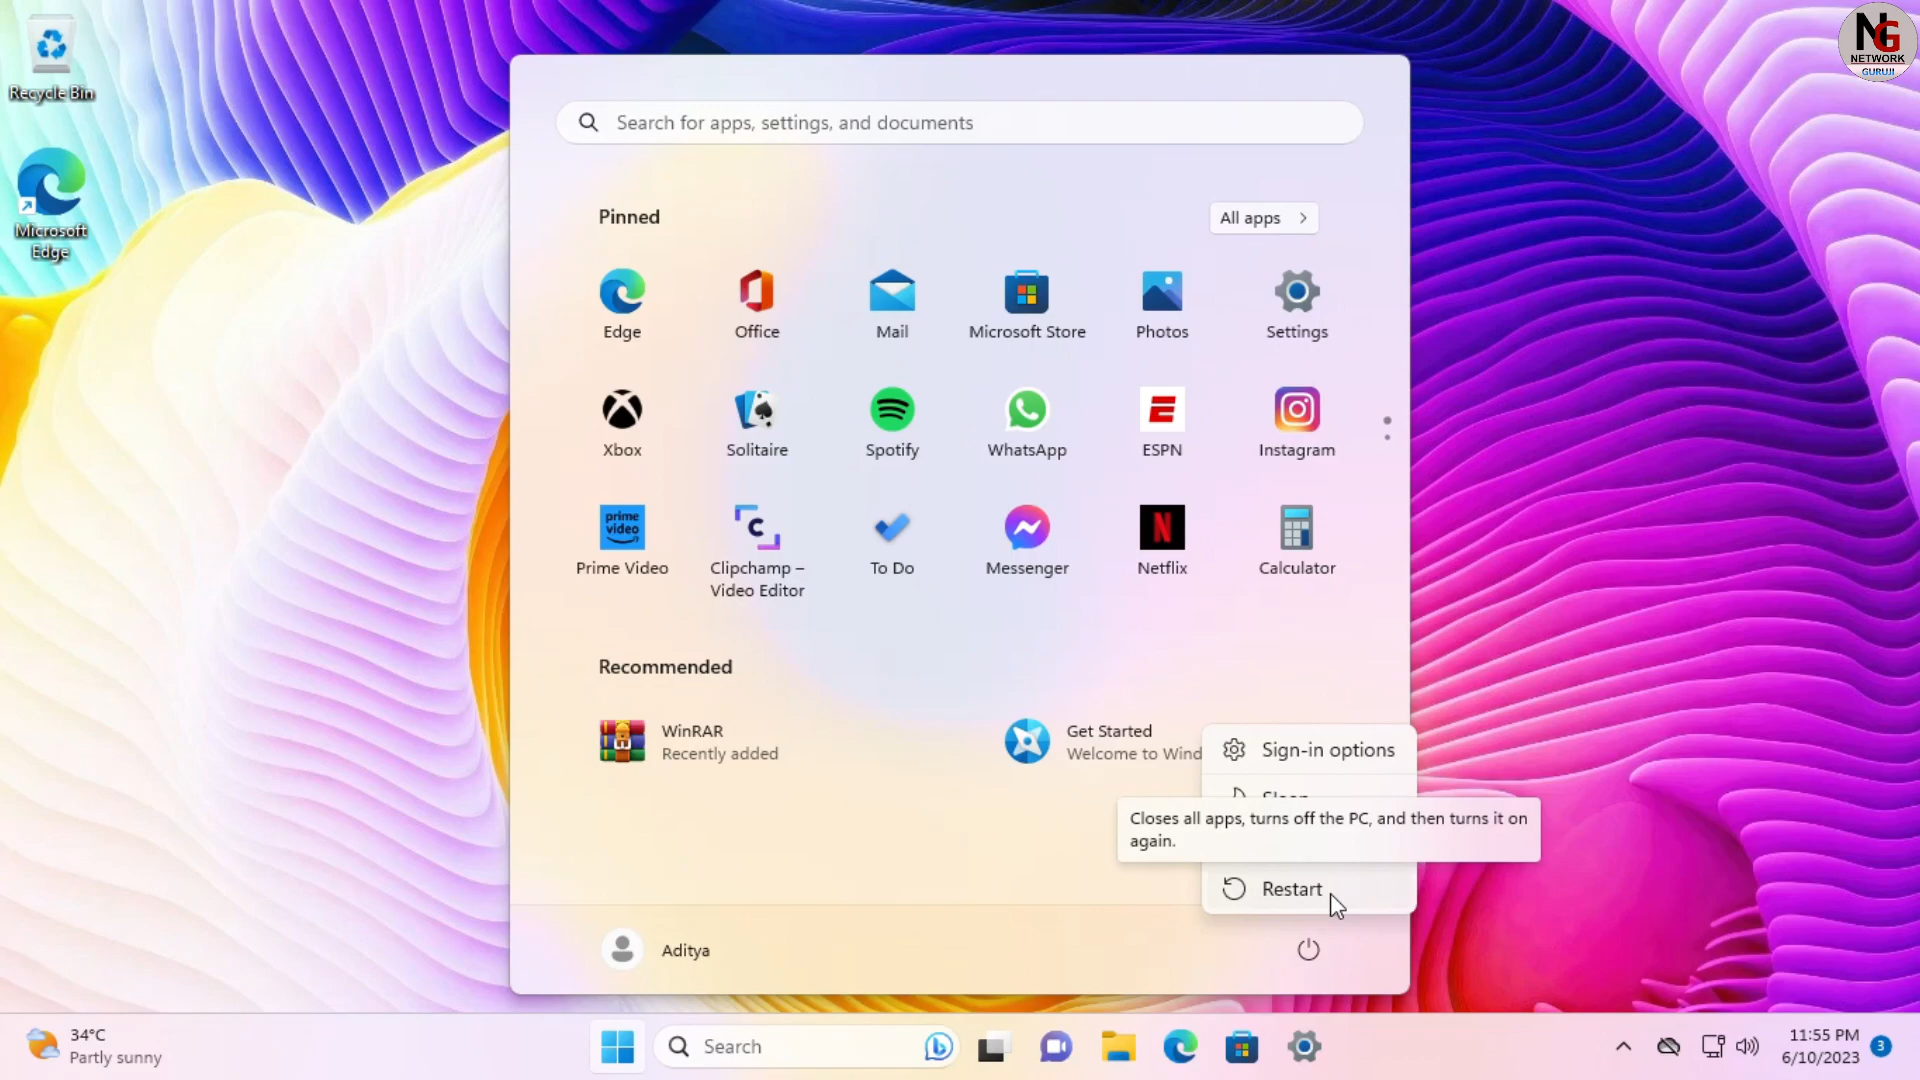 Recycle Bin
Microsoft
Edge
NG
NETWORK
GURUJI
Search for apps, settings, and documents
Pinned
All apps
Edge
Office
Mail
Microsoft Store
Photos
Settings
Xbox
Solitaire
Spotify
WhatsApp
ESPN
Instagram
prime
video
Prime Video
Clipchamp –
Video Editor
To Do
Messenger
Netflix
Calculator
Recommended
WinRAR
Recently added
Get Started
Welcome to Wind
Sign-in options
Closes all apps, turns off the PC, and then turns it on
again.
Restart
Aditya
34°C
Partly sunny
Search
11:55 PM
6/10/2023
3